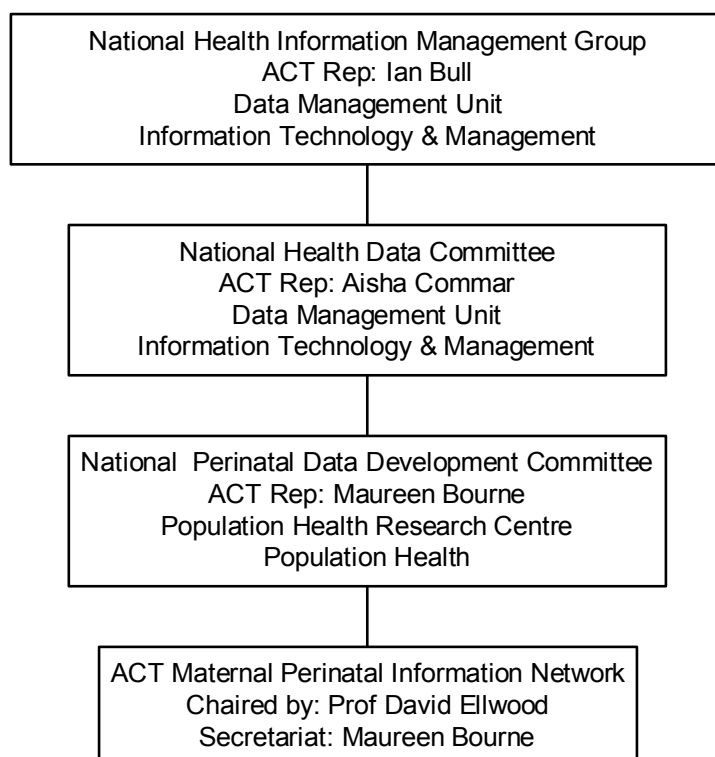 National Health Information Management Group
ACT Rep: Ian Bull
Data Management Unit
Information Technology & Management
National Health Data Committee
ACT Rep: Aisha Commar
Data Management Unit
Information Technology & Management
National Perinatal Data Development Committee
ACT Rep: Maureen Bourne
Population Health Research Centre
Population Health
ACT Maternal Perinatal Information Network
Chaired by: Prof David Ellwood
Secretariat: Maureen Bourne